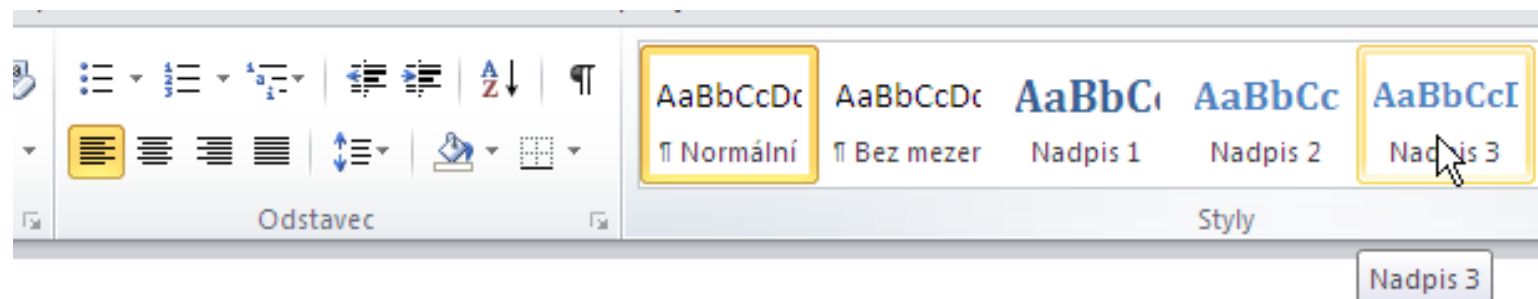 AaBbCcDc AaBbCcDc AaBbC AaBbCc AaBbCcI
¶ Normální ¶ Bez mezer Nadpis 1 Nadpis 2 Nadpis 3
Odstavec Styly
Nadpis 3